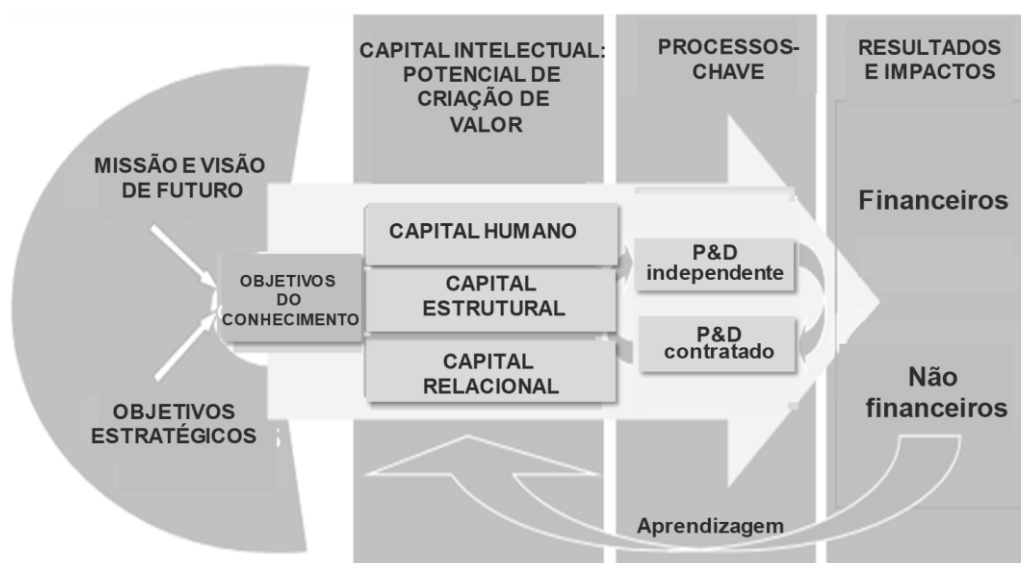 CAPITAL INTELECTUAL:
POTENCIAL DE
CRIAÇÃO DE
VALOR
PROCESSOS-
CHAVE
RESULTADOS
E IMPACTOS
MISSÃO E VISÃO
DE FUTURO
OBJETIVOS
DO
CONHECIMENTO
OBJETIVOS
ESTRATÉGICOS
CAPITAL HUMANO
CAPITAL
ESTRUTURAL
CAPITAL
RELACIONAL
P&D
independente
P&D
contratado
Financeiros
Não
financeiros
Aprendizagem